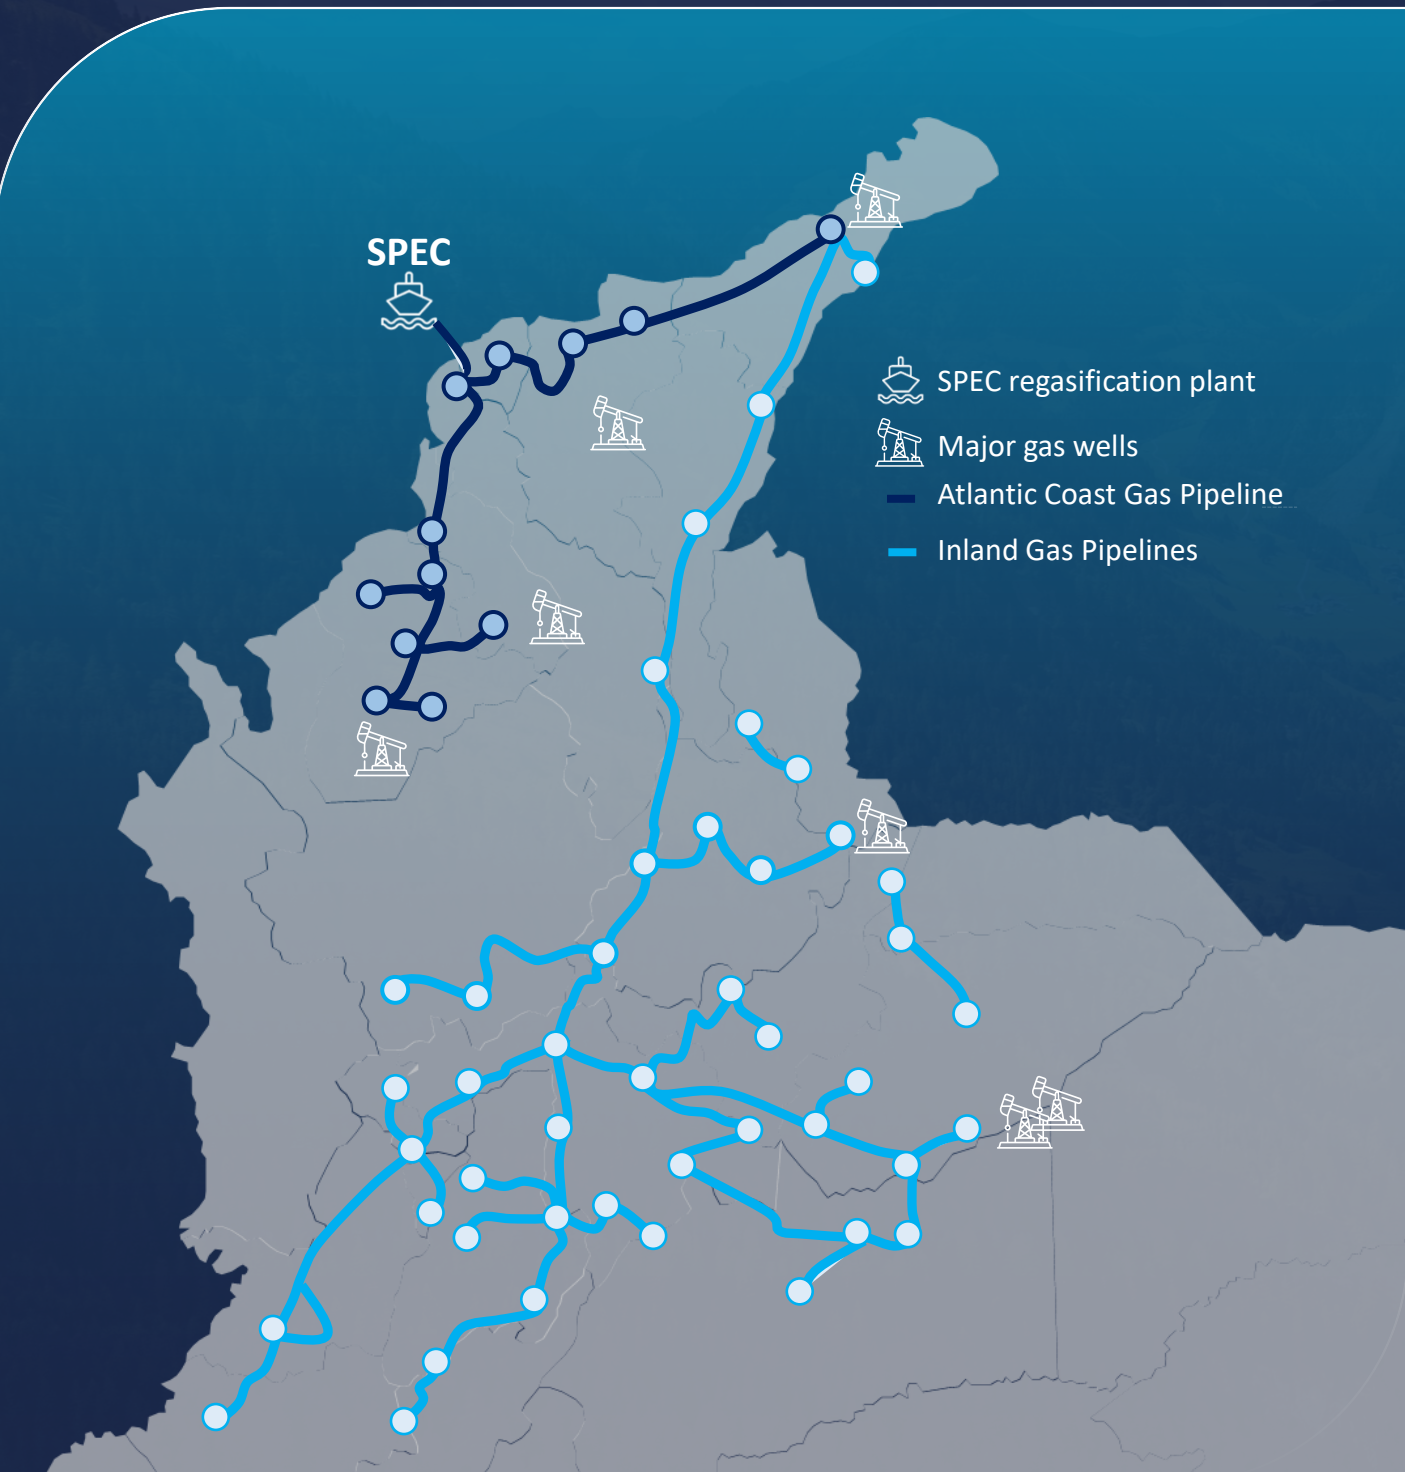 SPEC
SPEC regasification plant
Major gas wells
Atlantic Coast Gas Pipeline
Inland Gas Pipelines